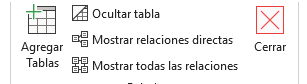 Agregar
Tablas
Ocultar tabla
Mostrar relaciones directas
Mostrar todas las relaciones
Cerrar